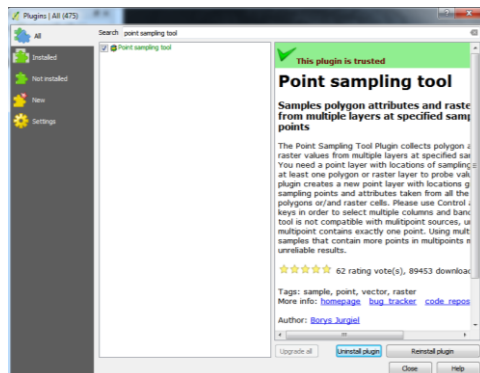 Plugins | All (475)
All
Installed
Not installed
New
Settings
Search point sampling tool
Point sampling tool
This plugin is trusted
Point sampling tool
Samples polygon attributes and raste
from multiple layers at specified samp
points
The Point Sampling Tool Plugin collects polygon a
raster values from multiple layers at specified sam
You need a point layer with locations of sampling
at least one polygon or raster layer to probe value
plugin creates a new point layer with locations g
sampling points and attributes taken from all the
polygons or/and raster cells. Please use Control a
keys in order to select multiple columns and banc
tool is not compatible with mulitipoint sources, u
multipoint contains exactly one point. Using mult
samples that contain more points in multipoints m
unreliable results.
62 rating vote(s), 89453 downloac
Tags: sample, point, vector, raster
More info: homepage bug tracker code repos
Author: Borys Jurgiel
Upgrade all
Uninstall plugin
Reinstall plugin
Close
Help